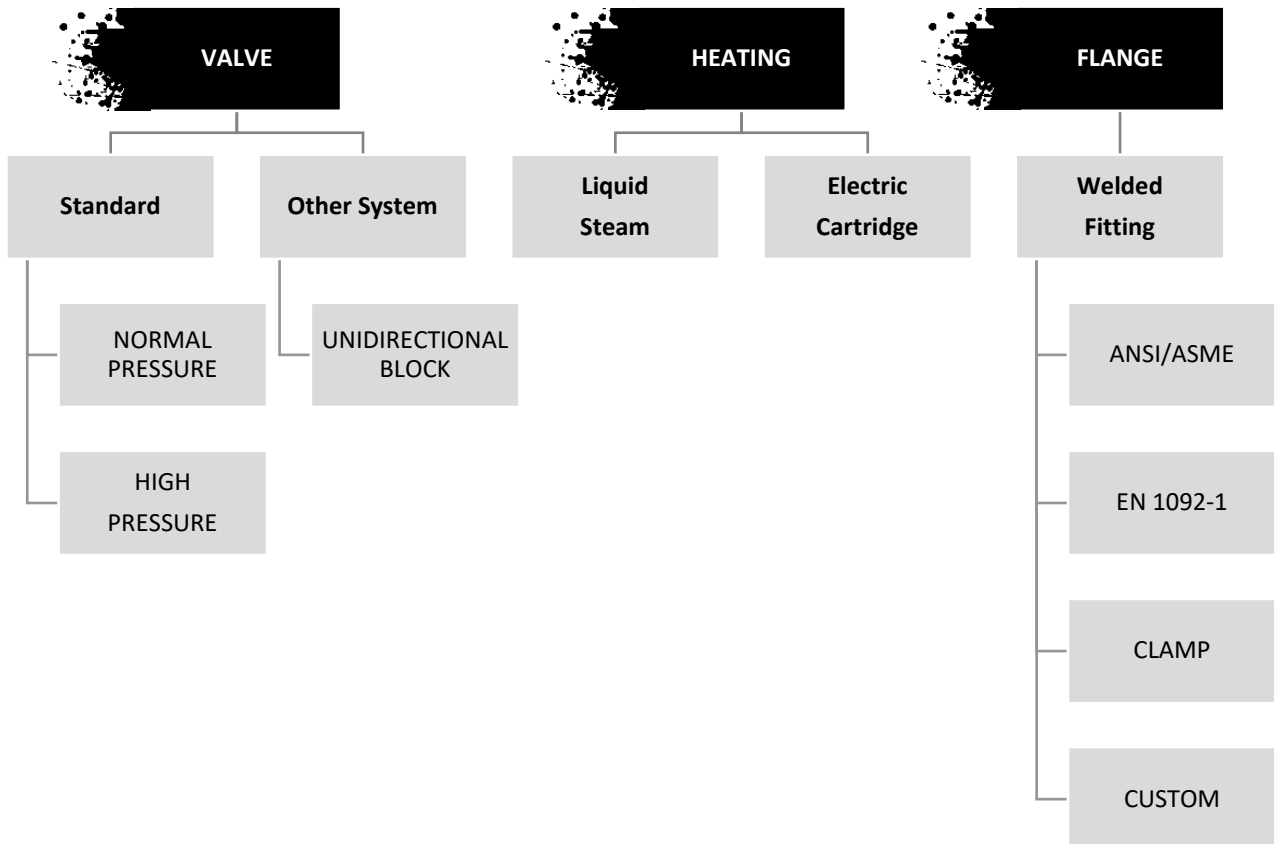 VALVE
HEATING
FLANGE
Standard
Other System
Liquid
Steam
Electric
Cartridge
Welded
Fitting
NORMAL
PRESSURE
UNIDIRECTIONAL
BLOCK
ANSI/ASME
HIGH
PRESSURE
EN 1092-1
CLAMP
CUSTOM